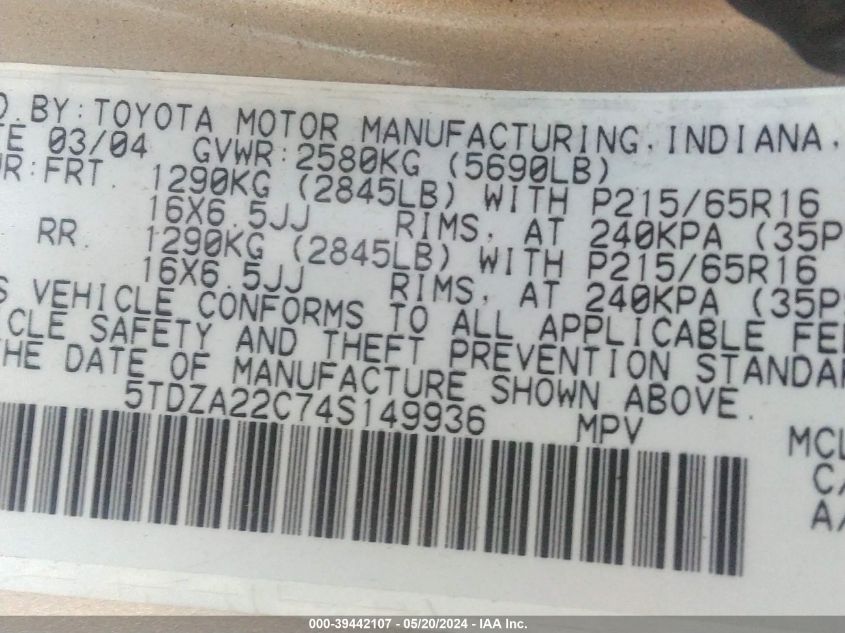 D BY: TOYOTA MOTOR MANUFACTURING, INDIANA,
TE 03/04 GVWR: 2580KG (5690LB)
R: FRT. 1290KG (2845LB) WITH P215/65R16
16X6.5JJ RIMS, AT 240KPA (35P
RR. 1290KG (2845LB) WITH P215/65R16
16X6.5JJ RIMS, AT 240KPA (35P
S VEHICLE CONFORMS TO ALL APPLICABLE FE
ICLE SAFETY AND THEFT PREVENTION STANDAR
HE DATE OF MANUFACTURE SHOWN ABOVE.
5TDZA22C74S149936 MPV MCL
C/
A/
000-39442107 - 05/20/2024 - IAA Inc.